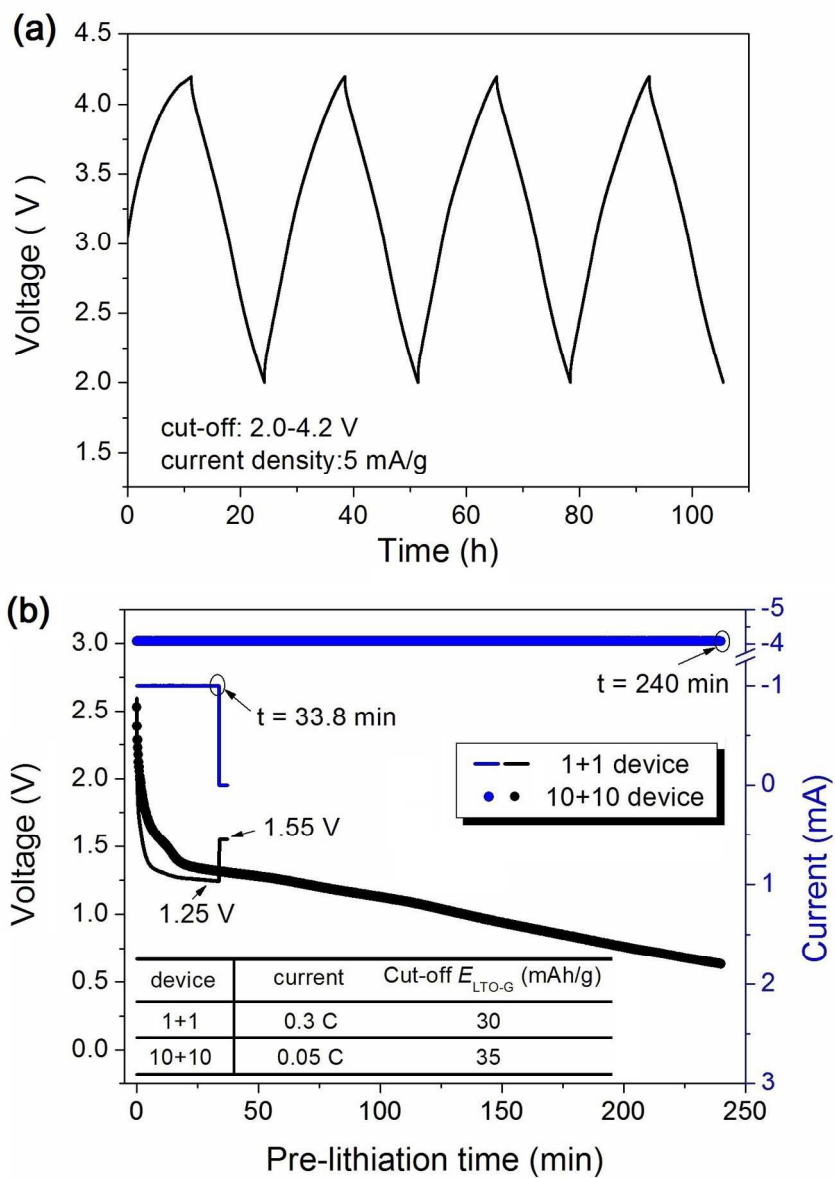 (a)
4.5
4.0
3.5
3.0
2.5
2.0
1.5
Voltage ( V )
cut-off: 2.0-4.2 V
current density:5 mA/g
0 20 40 60 80 100
Time (h)
(b)
3.0
2.5
2.0
1.5
1.0
0.5
0.0
Voltage (V)
-5
-4
-1
0
1
2
3
Current (mA)
t = 240 min
t = 33.8 min
1+1 device
10+10 device
1.55 V
1.25 V
device current Cut-off E_LTO-G (mAh/g)
1+1 0.3 C 30
10+10 0.05 C 35
0 50 100 150 200 250
Pre-lithiation time (min)